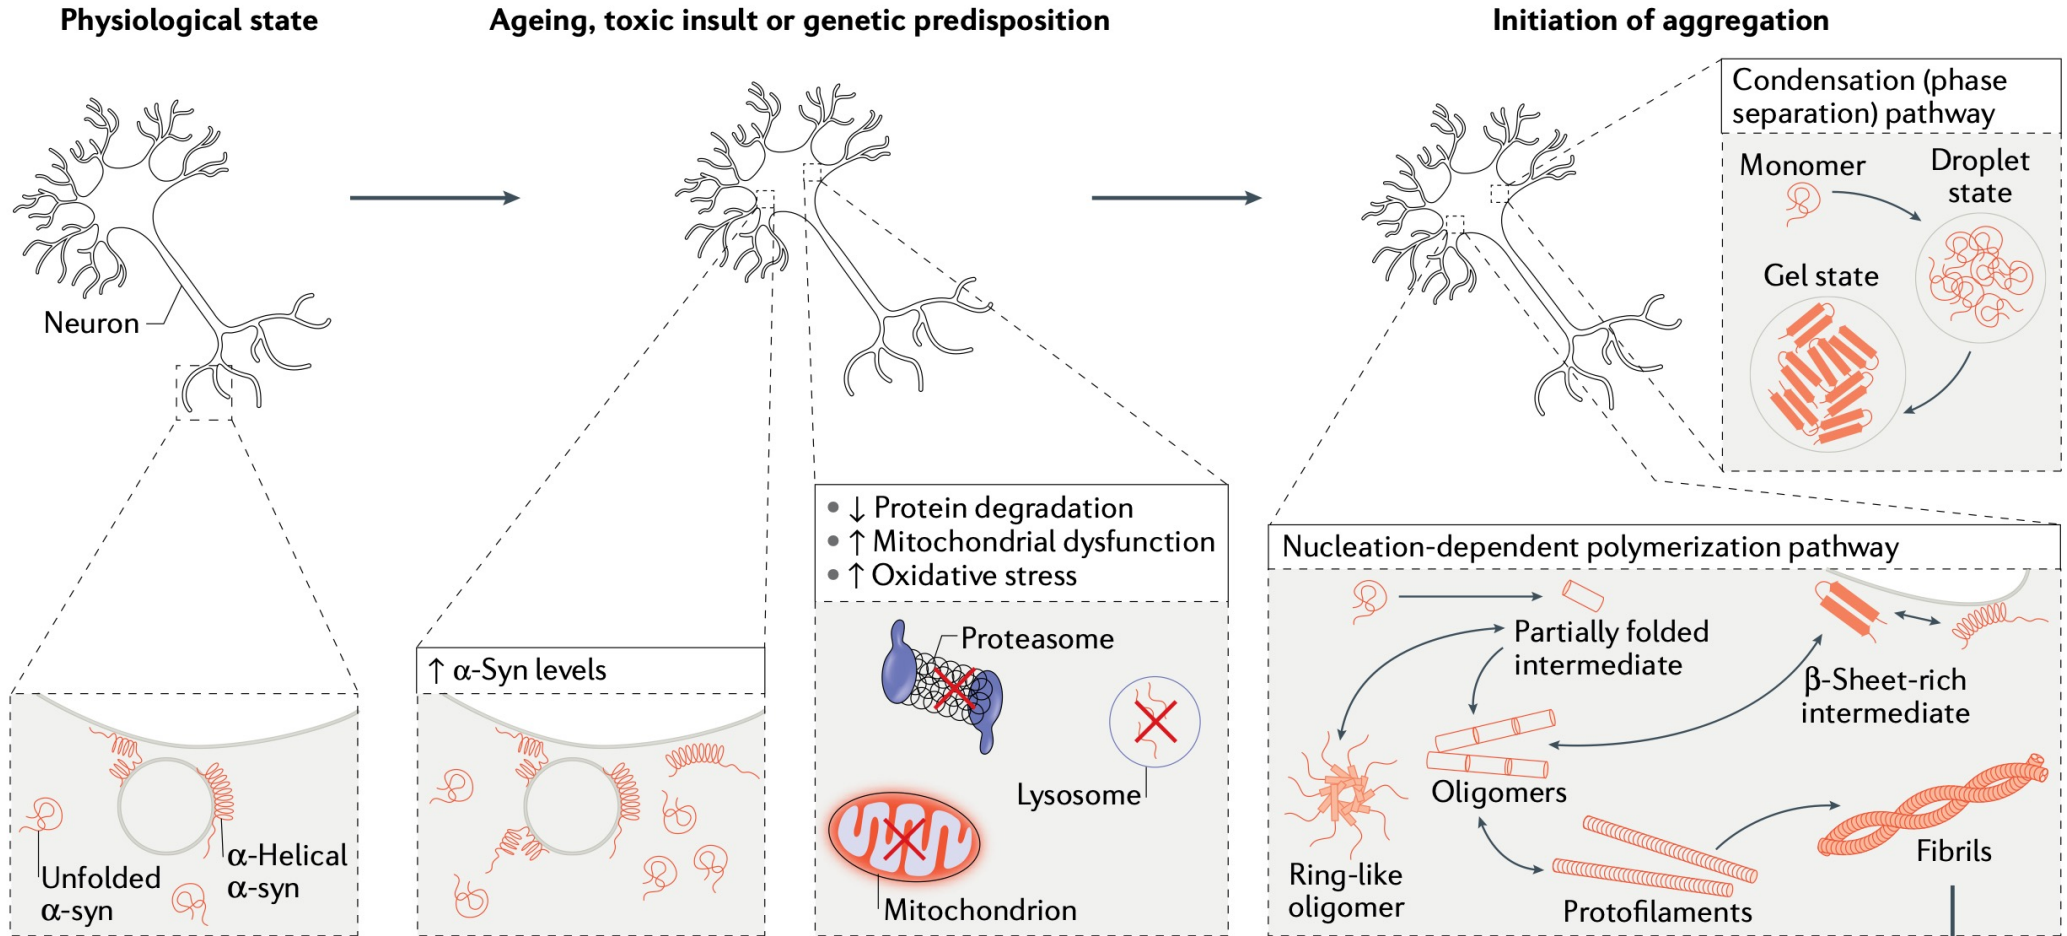 Physiological state
Ageing, toxic insult or genetic predisposition
Initiation of aggregation
Neuron
Unfolded
α-syn
α-Helical
α-syn
↑ α-Syn levels
• ↓ Protein degradation
• ↑ Mitochondrial dysfunction
• ↑ Oxidative stress
Proteasome
Lysosome
Mitochondrion
Condensation (phase
separation) pathway
Monomer
Droplet
state
Gel state
Nucleation-dependent polymerization pathway
Partially folded
intermediate
β-Sheet-rich
intermediate
Oligomers
Ring-like
oligomer
Protofilaments
Fibrils